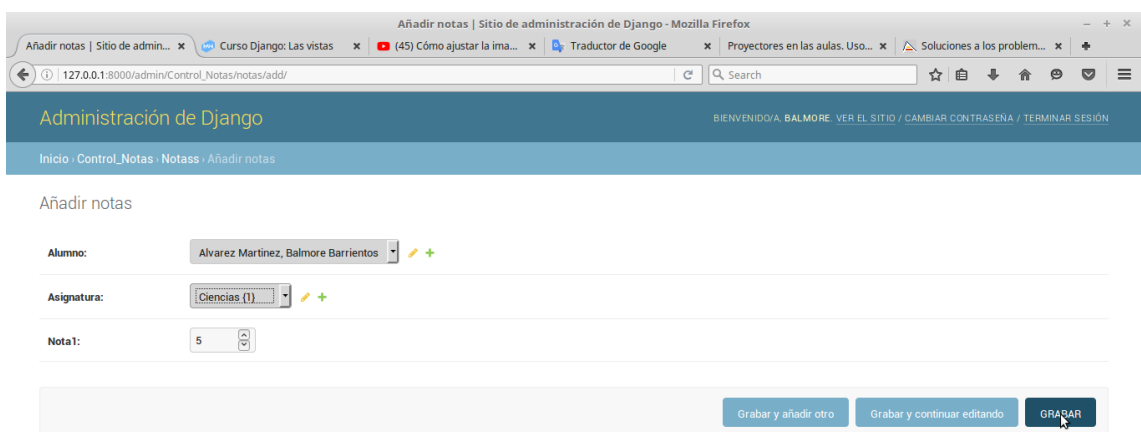 Añadir notas | Sitio de administración de Django - Mozilla Firefox
Añadir notas | Sitio de admin... Curso Django: Las vistas (45) Cómo ajustar la ima... Traductor de Google Proyectores en las aulas. Uso... Soluciones a los problem...
127.0.0.1:8000/admin/Control_Notas/notas/add/ Search
Administración de Django BIENVENIDO/A, BALMORE. VER EL SITIO / CAMBIAR CONTRASEÑA / TERMINAR SESIÓN
Inicio › Control_Notas › Notass › Añadir notas
Añadir notas
Alumno: Alvarez Martinez, Balmore Barrientos
Asignatura: Ciencias (1)
Nota1: 5
Grabar y añadir otro Grabar y continuar editando GRABAR